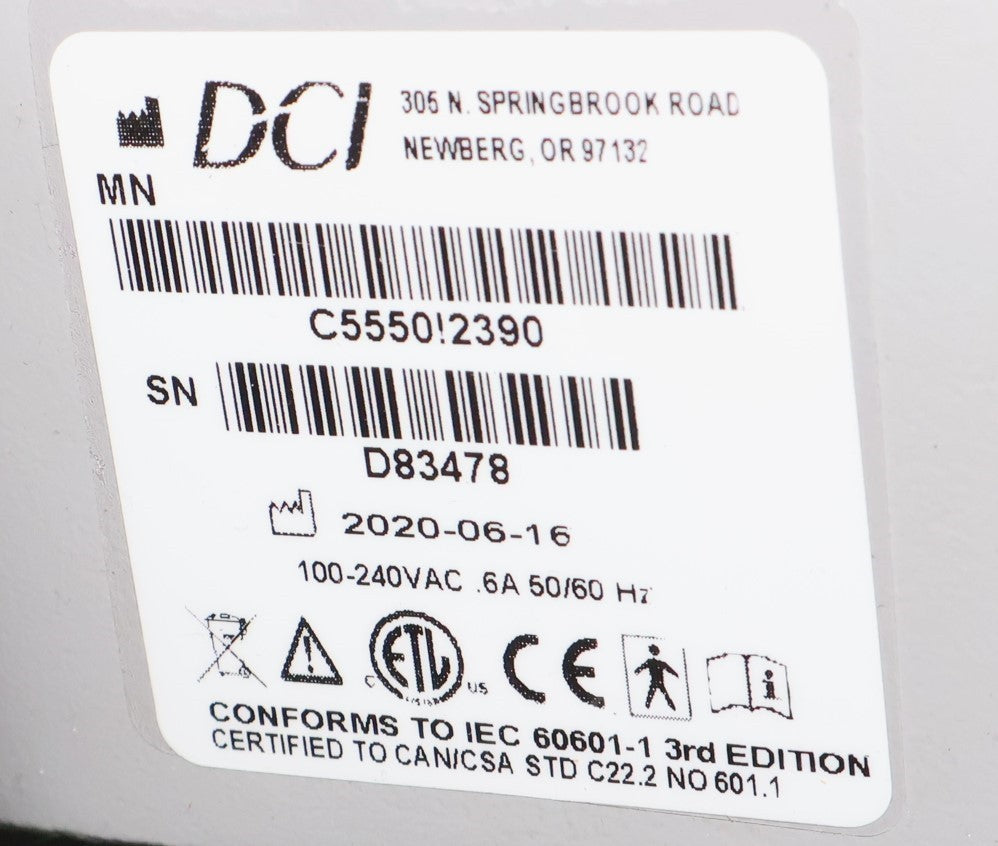 DCI
305 N. SPRINGBROOK ROAD
NEWBERG, OR 97132
MN
C5550!2390
SN
D83478
2020-06-16
100-240VAC .6A 50/60 Hz
C ETL US
CE
i
CONFORMS TO IEC 60601-1 3rd EDITION
CERTIFIED TO CAN/CSA STD C22.2 NO 601.1